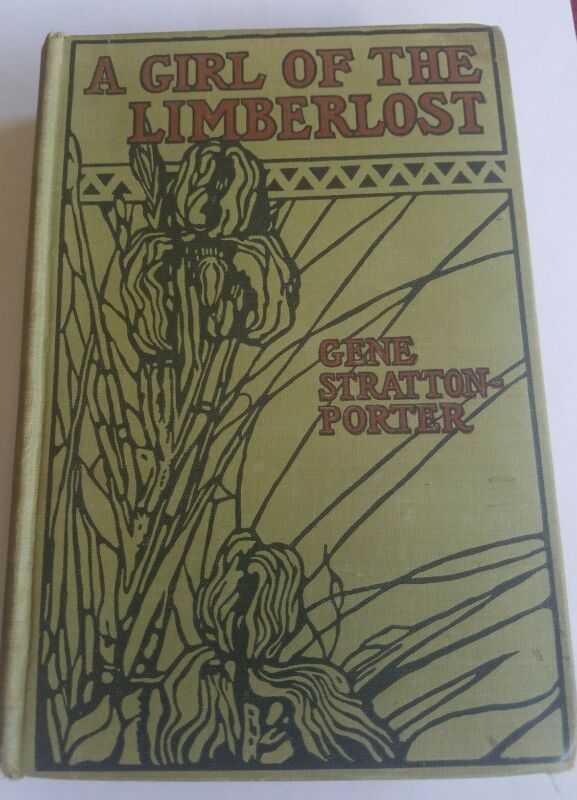 A GIRL OF THE
LIMBERLOST
GENE
STRATTON-
PORTER